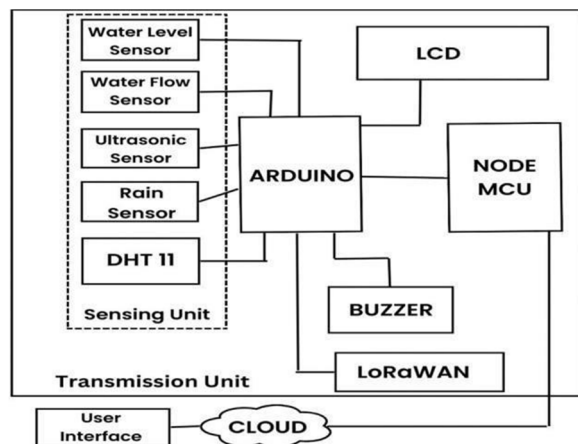 Water Level
Sensor
Water Flow
Sensor
Ultrasonic
Sensor
Rain
Sensor
DHT 11
Sensing Unit
LCD
ARDUINO
NODE
MCU
BUZZER
LoRaWAN
Transmission Unit
User
Interface
CLOUD